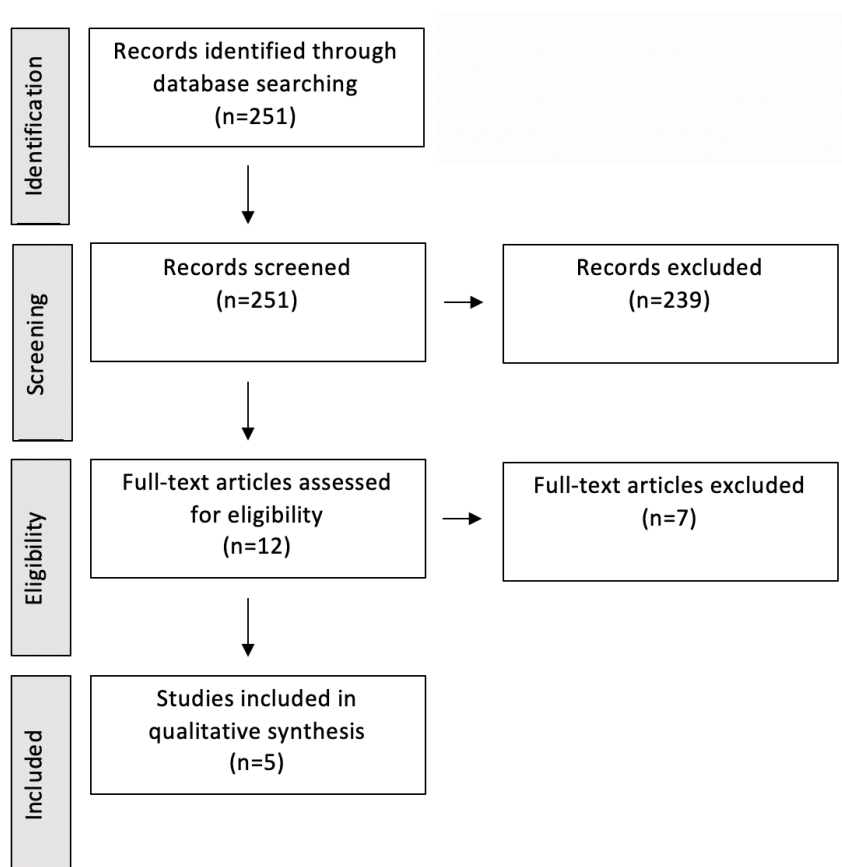 Identification
Records identified through
database searching
(n=251)
Screening
Records screened
(n=251)
Records excluded
(n=239)
Eligibility
Full-text articles assessed
for eligibility
(n=12)
Full-text articles excluded
(n=7)
Included
Studies included in
qualitative synthesis
(n=5)